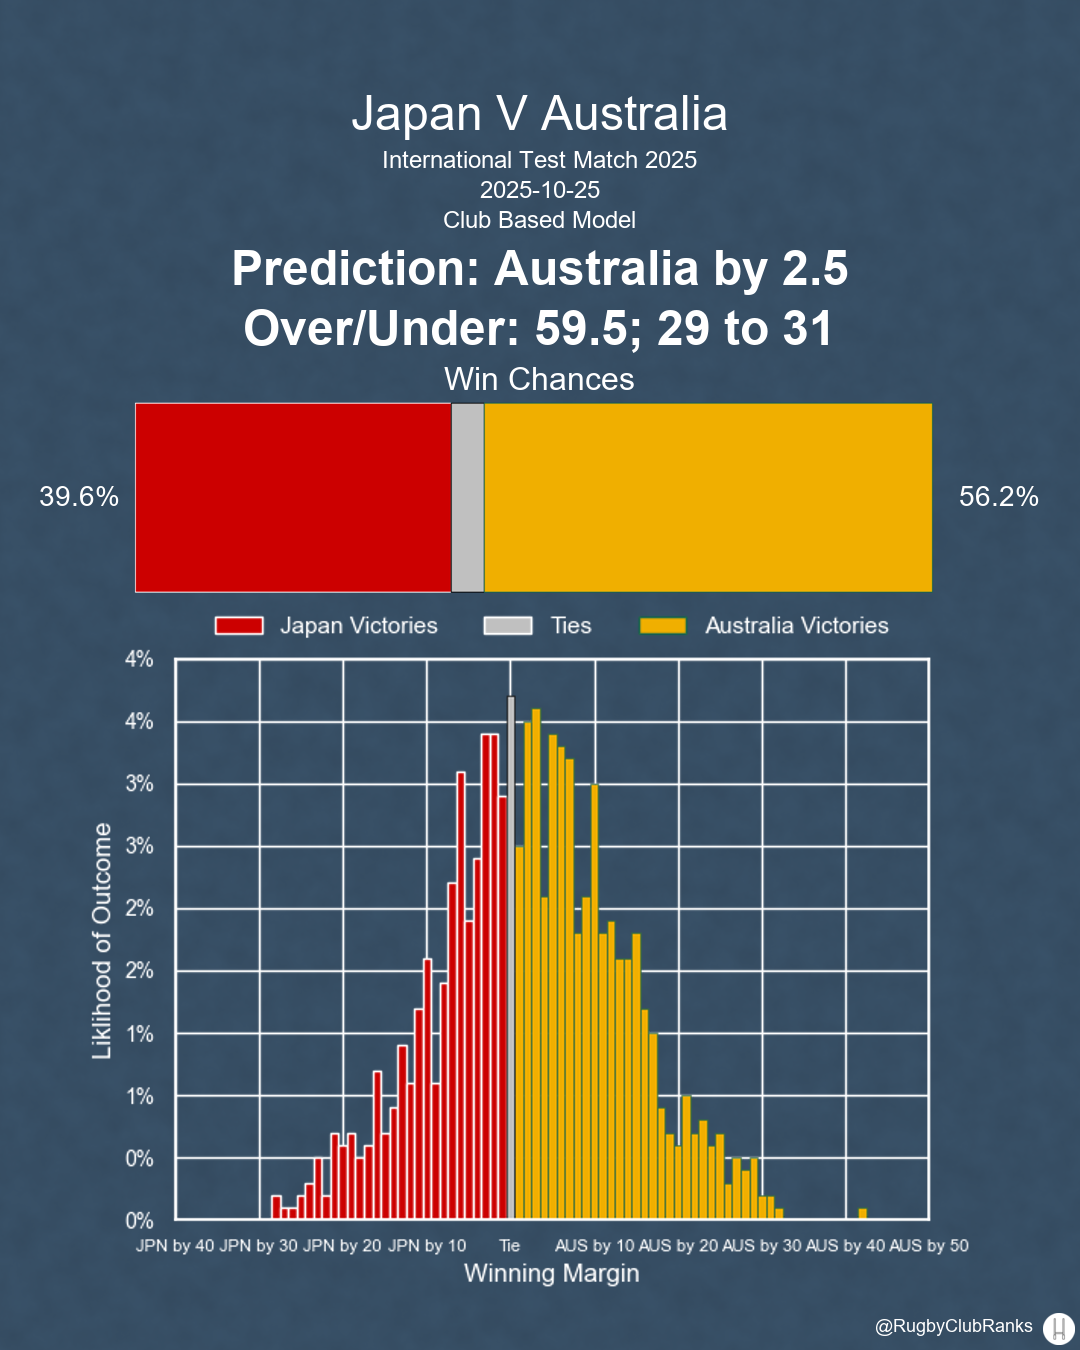 Japan V Australia
International Test Match 2025
2025-10-25
Club Based Model
Prediction: Australia by 2.5
Over/Under: 59.5; 29 to 31
Win Chances
39.6%
56.2%
Japan Victories Ties Australia Victories
4%
4%
3%
3%
2%
2%
1%
1%
0%
0%
Liklihood of Outcome
JPN by 40 JPN by 30 JPN by 20 JPN by 10 Tie AUS by 10 AUS by 20 AUS by 30 AUS by 40 AUS by 50
Winning Margin
@RugbyClubRanks